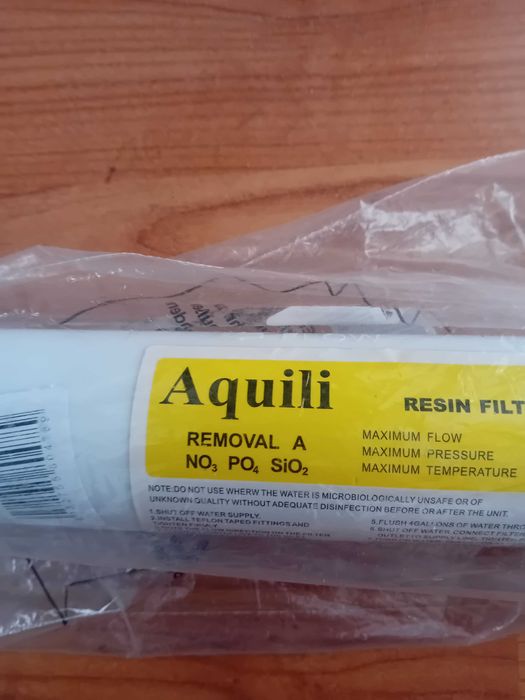 Aquili
RESIN FILT
REMOVAL A
NO₃ PO₄ SiO₂
MAXIMUM FLOW
MAXIMUM PRESSURE
MAXIMUM TEMPERATURE
NOTE:DO NOT USE WHERW THE WATER IS MICROBIOLOGICALLY UNSAFE OR OF
UNKNOWN QUALITY WITHOUT ADEQUATE DISINFECTION BEFORE OR AFTER THE UNIT.
1.SHUT OFF WATER SUPPLY.
2.INSTALL TEFLON TAPED FITTINGS AND
5.FLUSH 4GALLONS OF WATER THRO
6.SHUT OFF WATER, CONNECT FILTE